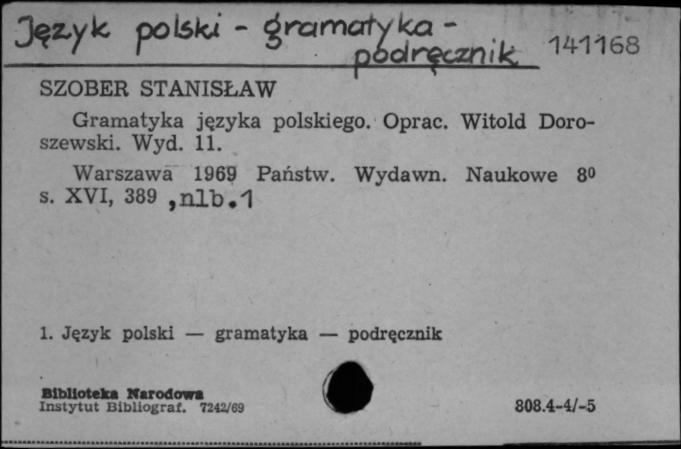 Język polski - gramatyka -
podręcznik 141168
SZOBER STANISŁAW
Gramatyka języka polskiego. Oprac. Witold Doro-
szewski. Wyd. 11.
Warszawa 1969 Państw. Wydawn. Naukowe 8⁰
s. XVI, 389 ,nlb.1
1. Język polski — gramatyka — podręcznik
Biblioteka Narodowa
Instytut Bibliograf. 7242/69
808.4-4/-5